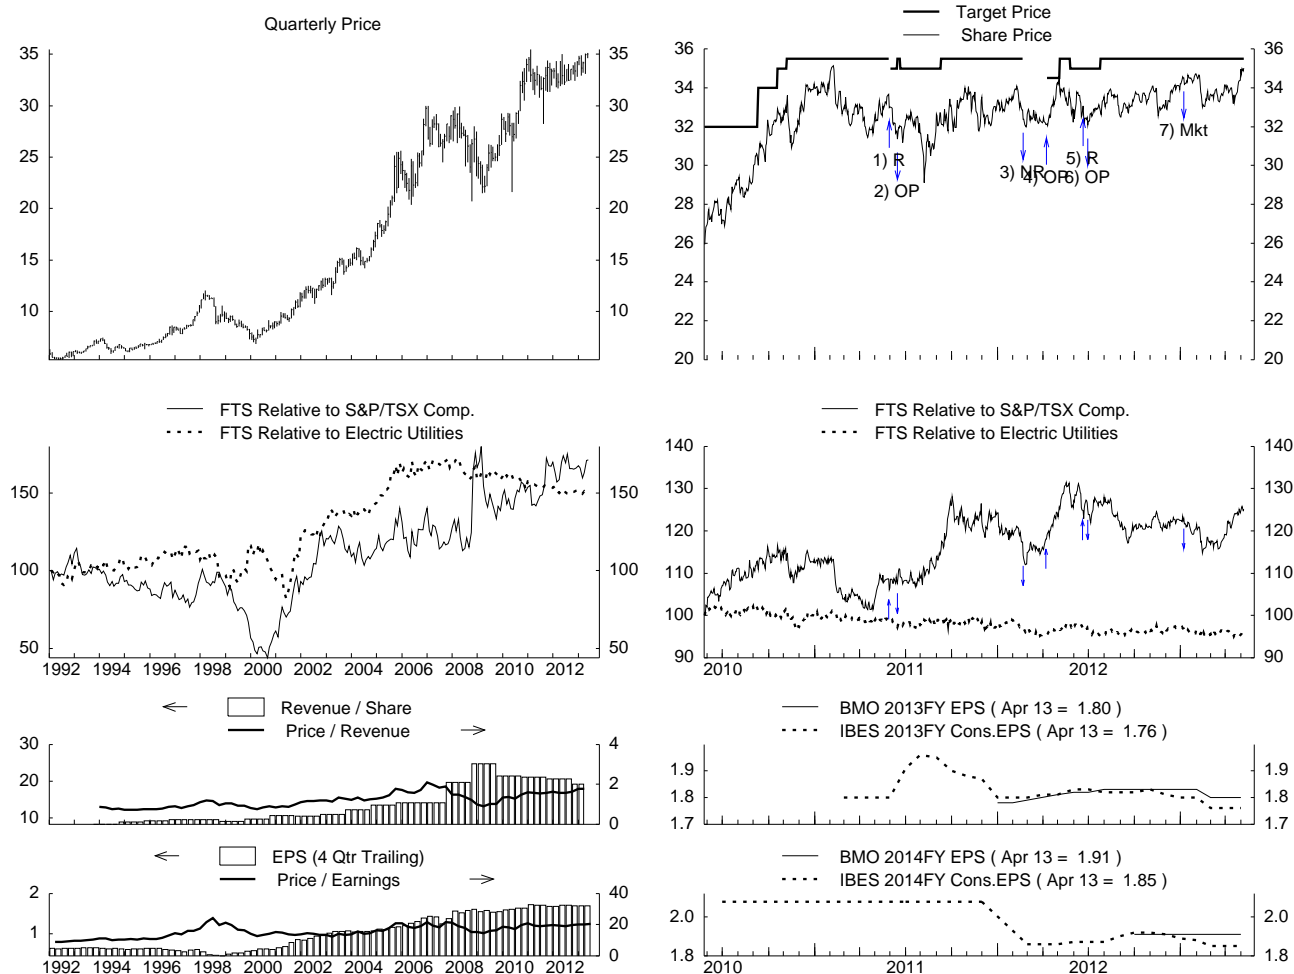 Quarterly Price
35
30
25
20
15
10
35
30
25
20
15
10
Target Price
Share Price
36
34
32
30
28
26
24
22
20
36
34
32
30
28
26
24
22
20
1) R
2) OP
3) NR
4) OP
5) R
6) OP
7) Mkt
FTS Relative to S&P/TSX Comp.
FTS Relative to Electric Utilities
150
100
50
150
100
50
1992 1994 1996 1998 2000 2002 2004 2006 2008 2010 2012
FTS Relative to S&P/TSX Comp.
FTS Relative to Electric Utilities
140
130
120
110
100
90
140
130
120
110
100
90
2010 2011 2012
Revenue / Share
Price / Revenue
30
20
10
4
2
0
BMO 2013FY EPS ( Apr 13 = 1.80 )
IBES 2013FY Cons.EPS ( Apr 13 = 1.76 )
1.9
1.8
1.7
1.9
1.8
1.7
EPS (4 Qtr Trailing)
Price / Earnings
2
1
40
20
0
1992 1994 1996 1998 2000 2002 2004 2006 2008 2010 2012
BMO 2014FY EPS ( Apr 13 = 1.91 )
IBES 2014FY Cons.EPS ( Apr 13 = 1.85 )
2.0
1.8
2.0
1.8
2010 2011 2012